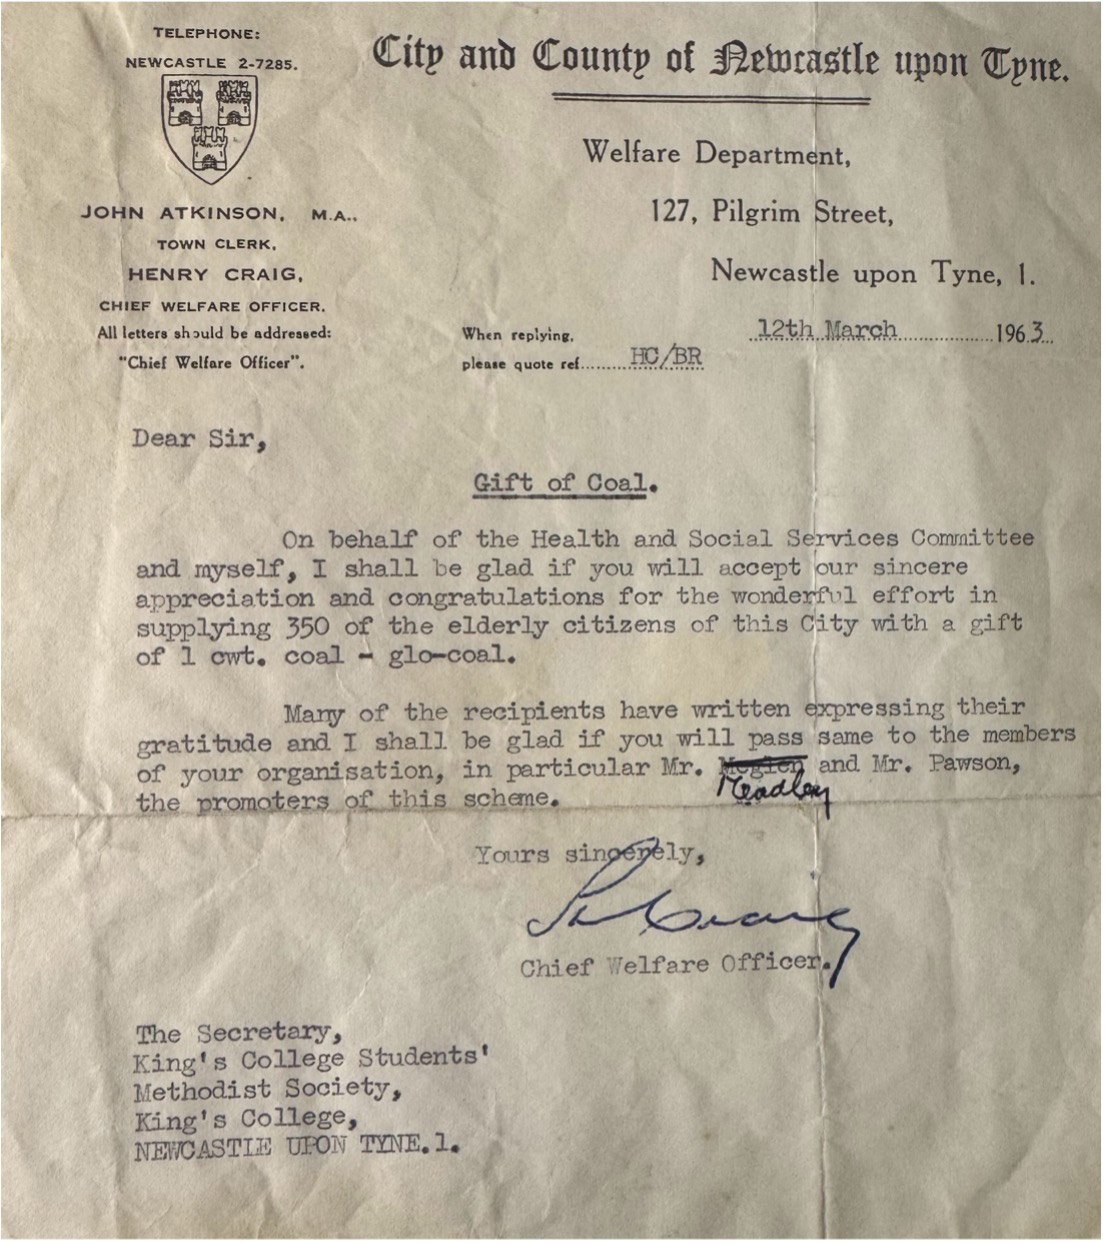 TELEPHONE:
NEWCASTLE 2-7285.
City and County of Newcastle upon Tyne.
Welfare Department,
127, Pilgrim Street,
Newcastle upon Tyne, 1.
JOHN ATKINSON, M.A.,
TOWN CLERK.
HENRY CRAIG,
CHIEF WELFARE OFFICER.
All letters should be addressed:
"Chief Welfare Officer".
When replying,
please quote ref. HC/BR
12th March 1963
Dear Sir,
Gift of Coal.
On behalf of the Health and Social Services Committee
and myself, I shall be glad if you will accept our sincere
appreciation and congratulations for the wonderful effort in
supplying 350 of the elderly citizens of this City with a gift
of 1 cwt. coal - glo-coal.
Many of the recipients have written expressing their
gratitude and I shall be glad if you will pass same to the members
of your organisation, in particular Mr. and Mr. Pawson,
Meadley
the promoters of this scheme.
Yours sincerely,
Chief Welfare Officer.
The Secretary,
King's College Students'
Methodist Society,
King's College,
NEWCASTLE UPON TYNE.1.